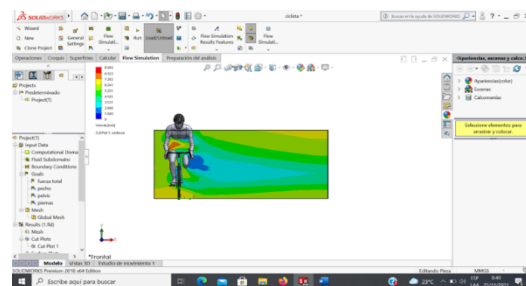 SOLIDWORKS
ciclista *
Wizard
New
Clone Project
General Settings
Flow Simulati...
Run
Load/Unload
Flow Simulation Results Features
Flow Simulati...
Operaciones Croquis Superficies Calcular Flow Simulation Preparación del análisis
Projects
Predeterminado
Project(1)
Project(1)
Input Data
Computational Domai
Fluid Subdomains
Boundary Conditions
Goals
fuerza total
pecho
pelvis
piernas
Mesh
Global Mesh
Results (1.fld)
Mesh
Cut Plots
Cut Plot 1
*Frontal
Apariencias, escenas y calco...
Apariencias(color)
Escenas
Calcomanías
Seleccione elementos para arrastrar y colocar.
Modelo Vistas 3D Estudio de movimiento 1
SOLIDWORKS Premium 2018 x64 Edition
Editando Pieza
MMGS
Escribe aquí para buscar
23°C
ESP